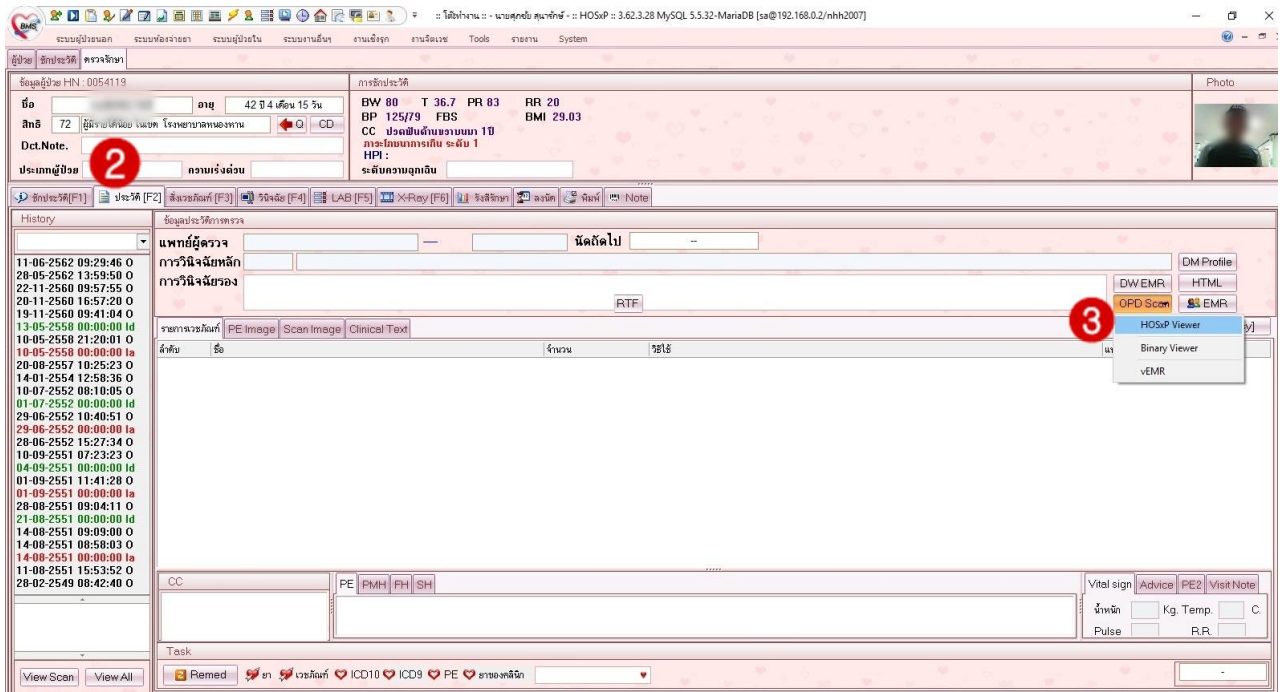 BMS
:: โต๊ะทำงาน :: - นายศุภชัย สุนารักษ์ - :: HOSxP :: 3.62.3.28 MySQL 5.5.32-MariaDB [sa@192.168.0.2/nhh2007]
ระบบผู้ป่วยนอก ระบบห้องจ่ายยา ระบบผู้ป่วยใน ระบบงานอื่นๆ งานเชิงรุก งานจิตเวช Tools รายงาน System
ผู้ป่วย ซักประวัติ ตรวจรักษา
ข้อมูลผู้ป่วย HN : 0054119 การซักประวัติ Photo
ชื่อ อายุ 42 ปี 4 เดือน 15 วัน
สิทธิ 72 ผู้มีรายได้น้อย ในเขต โรงพยาบาลหนองหาน Q CD
Dct.Note.
ประเภทผู้ป่วย ความเร่งด่วน
BW 80 T 36.7 PR 83 RR 20
BP 125/79 FBS BMI 29.03
CC ปวดฟันด้านขวาบนมา 1ปี
ภาวะโภชนาการเกิน ระดับ 1
HPI :
ระดับความฉุกเฉิน
2
ซักประวัติ[F1] ประวัติ [F2] สั่งเวชภัณฑ์ [F3] วินิจฉัย [F4] LAB [F5] X-Ray [F6] รังสีรักษา ลงนัด พิมพ์ Note
History
11-06-2562 09:29:46 O
28-05-2562 13:59:50 O
22-11-2560 09:57:55 O
20-11-2560 16:57:20 O
19-11-2560 09:41:04 O
13-05-2558 00:00:00 Id
10-05-2558 21:20:01 O
10-05-2558 00:00:00 Ia
20-08-2557 10:25:23 O
14-01-2554 12:58:36 O
10-07-2552 08:10:05 O
01-07-2552 00:00:00 Id
29-06-2552 10:40:51 O
29-06-2552 00:00:00 Ia
28-06-2552 15:27:34 O
10-09-2551 07:23:23 O
04-09-2551 00:00:00 Id
01-09-2551 11:41:28 O
01-09-2551 00:00:00 Ia
28-08-2551 09:04:11 O
21-08-2551 00:00:00 Id
14-08-2551 09:09:00 O
14-08-2551 08:58:03 O
14-08-2551 00:00:00 Ia
11-08-2551 15:53:52 O
28-02-2549 08:42:40 O
View Scan View All
ข้อมูลประวัติการตรวจ
แพทย์ผู้ตรวจ — นัดถัดไป --
การวินิจฉัยหลัก DM Profile
การวินิจฉัยรอง DW EMR HTML
RTF OPD Scan EMR
3
HOSxP Viewer
Binary Viewer
vEMR
รายการเวชภัณฑ์ PE Image Scan Image Clinical Text
ลำดับ ชื่อ จำนวน วิธีใช้
CC PE PMH FH SH Vital sign Advice PE2 Visit Note
น้ำหนัก Kg. Temp. C.
Pulse R.R.
Task
Remed ยา เวชภัณฑ์ ICD10 ICD9 PE ยาของคลินิก -